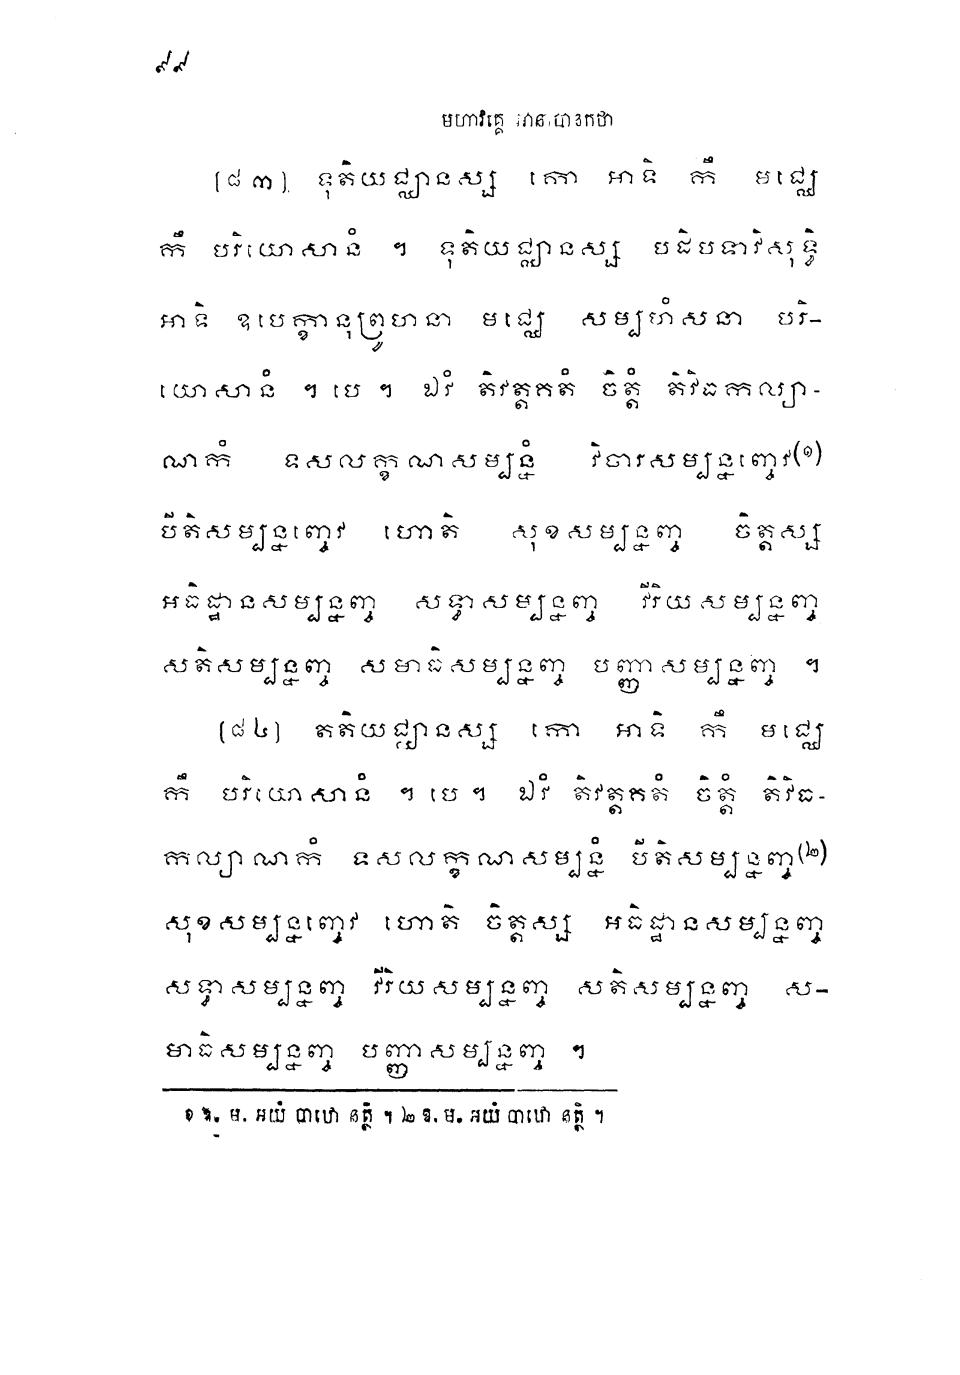 ៩៩
មហាវគ្គេ អានាបានកថា
[៨៣] ទុតិយជ្ឈានស្ស កោ អាទិ កឹ មជ្ឈេ
កឹ បរិយោសានំ ។ ទុតិយជ្ឈានស្ស បដិបទាវិសុទ្ធិ
អាទិ ឧបេក្ខានុព្រូហនា មជ្ឈេ សម្បហំសនា បរិ-
យោសានំ ។ បេ ។ ឯវំ តិវត្តគតំ ចិត្តំ តិវិធកល្យា-
ណកំ ទសលក្ខណសម្បន្នំ វិចារសម្បន្នញ្ចេវ(១)
បីតិសម្បន្នញ្ចេវ ហោតិ សុខសម្បន្នញ្ច ចិត្តស្ស
អធិដ្ឋានសម្បន្នញ្ច សទ្ធាសម្បន្នញ្ច វីរិយសម្បន្នញ្ច
សតិសម្បន្នញ្ច សមាធិសម្បន្នញ្ច បញ្ញាសម្បន្នញ្ច ។
[៨៤] តតិយជ្ឈានស្ស កោ អាទិ កឹ មជ្ឈេ
កឹ បរិយោសានំ ។ បេ ។ ឯវំ តិវត្តគតំ ចិត្តំ តិវិធ-
កល្យាណកំ ទសលក្ខណសម្បន្នំ បីតិសម្បន្នញ្ច(២)
សុខសម្បន្នញ្ចេវ ហោតិ ចិត្តស្ស អធិដ្ឋានសម្បន្នញ្ច
សទ្ធាសម្បន្នញ្ច វីរិយសម្បន្នញ្ច សតិសម្បន្នញ្ច ស-
មាធិសម្បន្នញ្ច បញ្ញាសម្បន្នញ្ច ។
១ ឱ. ម. អយំ បាឋោ នត្ថិ ។ ២ ឱ. ម. អយំ បាឋោ នត្ថិ ។